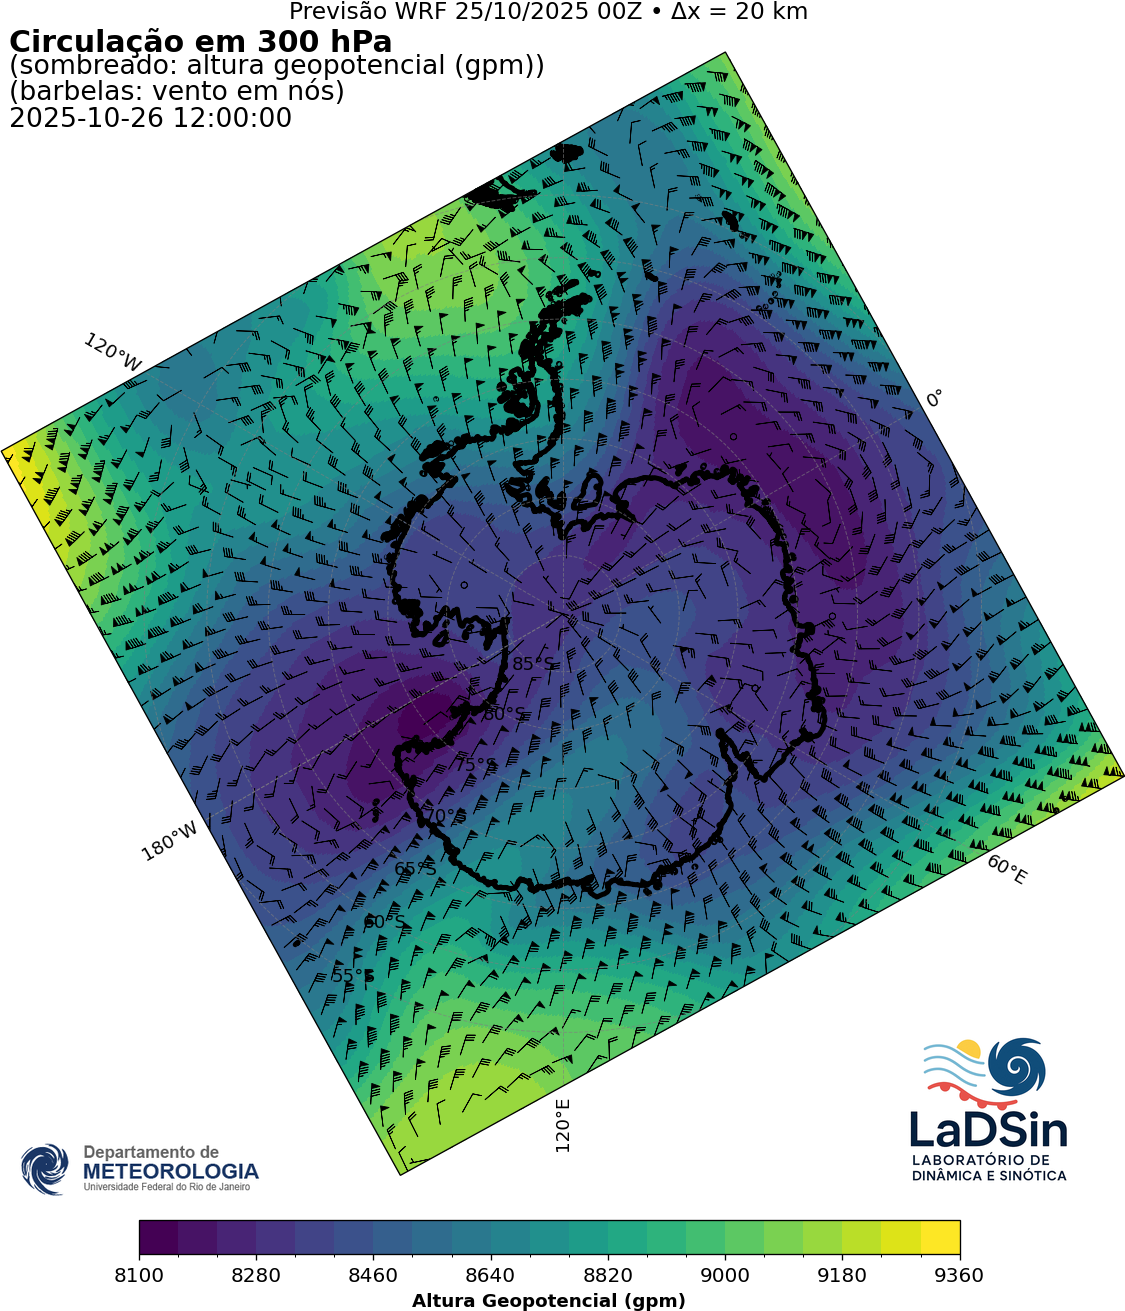 Previsão WRF 25/10/2025 00Z • Δx = 20 km
Circulação em 300 hPa
(sombreado: altura geopotencial (gpm))
(barbelas: vento em nós)
2025-10-26 12:00:00
120°W
0°
85°S
80°S
75°S
70°S
180°W
65°S
60°E
60°S
55°S
120°E
LaDSin
LABORATÓRIO DE
DINÂMICA E SINÓTICA
Departamento de
METEOROLOGIA
Universidade Federal do Rio de Janeiro
8100 8280 8460 8640 8820 9000 9180 9360
Altura Geopotencial (gpm)